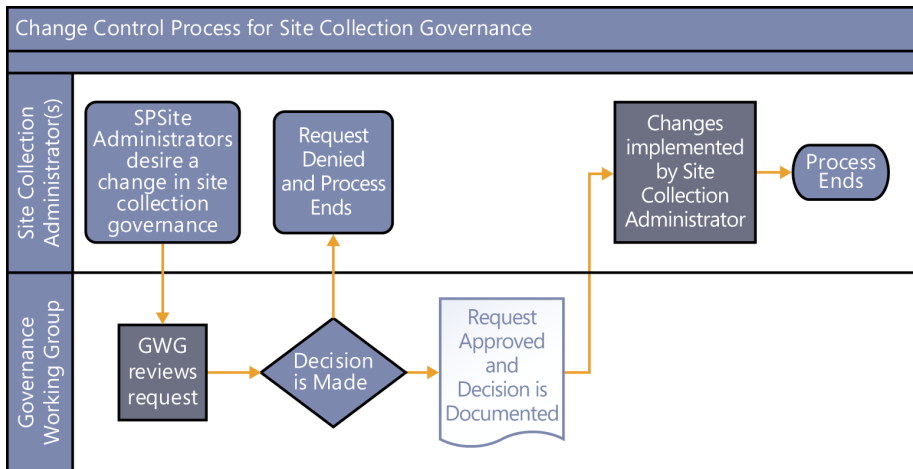 Change Control Process for Site Collection Governance
Site Collection
Administrator(s)
SPSite
Administrators
desire a
change in site
collection
governance
Request
Denied
and Process
Ends
Changes
implemented
by Site
Collection
Administrator
Process
Ends
Governance
Working Group
GWG
reviews
request
Decision
is Made
Request
Approved
and
Decision is
Documented